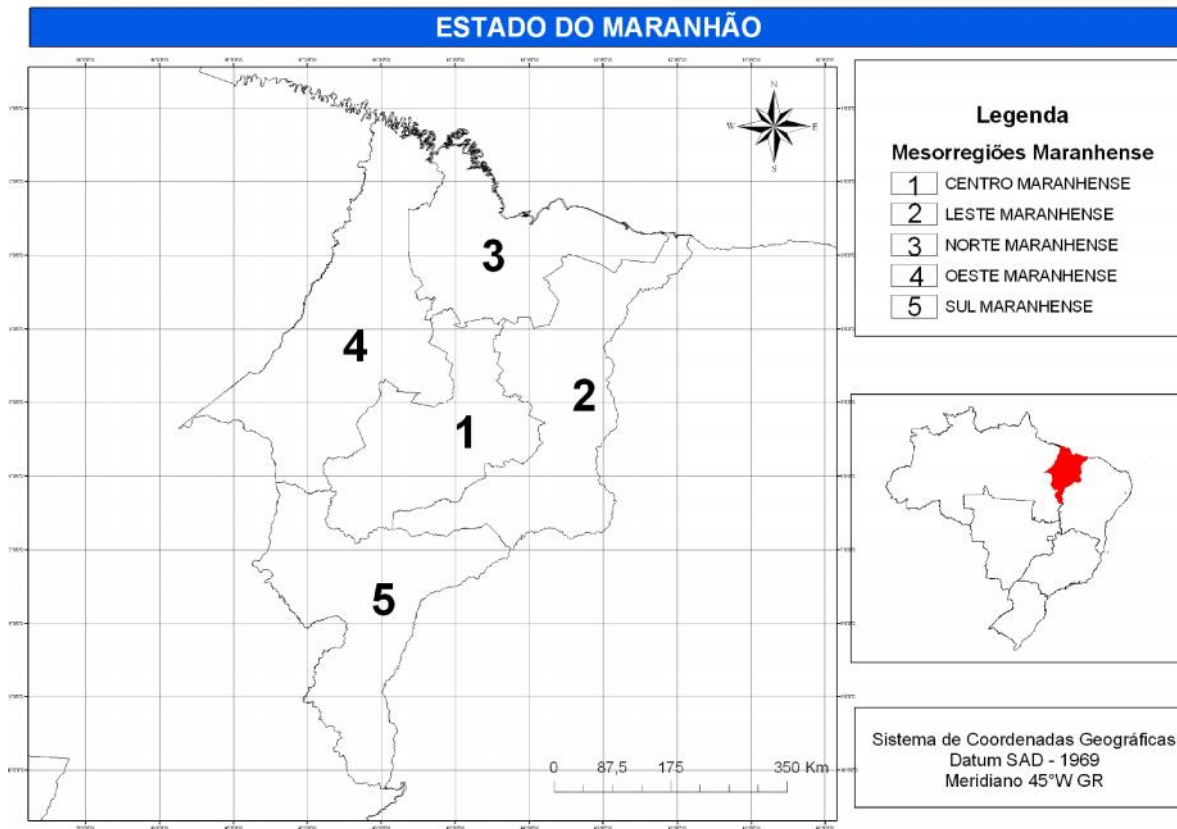 ESTADO DO MARANHÃO
N
W
E
S
3
4
2
1
5
0 87,5 175 350 Km
Legenda
Mesorregiões Maranhense
1 CENTRO MARANHENSE
2 LESTE MARANHENSE
3 NORTE MARANHENSE
4 OESTE MARANHENSE
5 SUL MARANHENSE
Sistema de Coordenadas Geográficas
Datum SAD - 1969
Meridiano 45°W GR